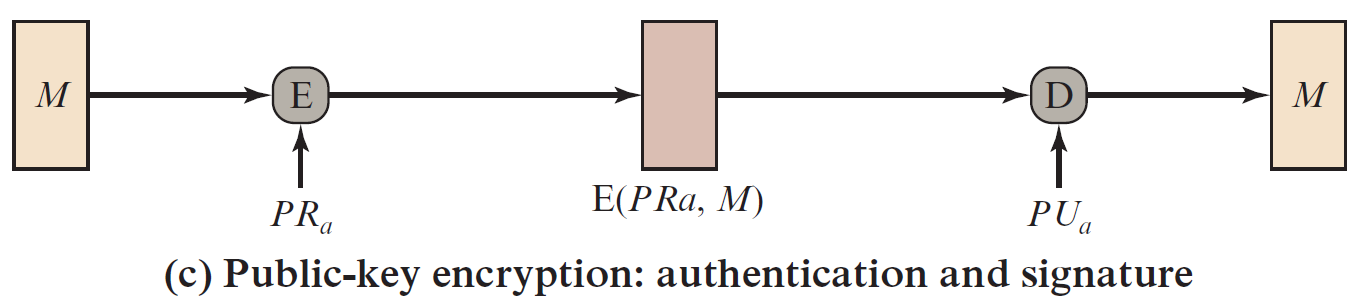 M E D M
PRa E(PRa, M) PUa
(c) Public-key encryption: authentication and signature